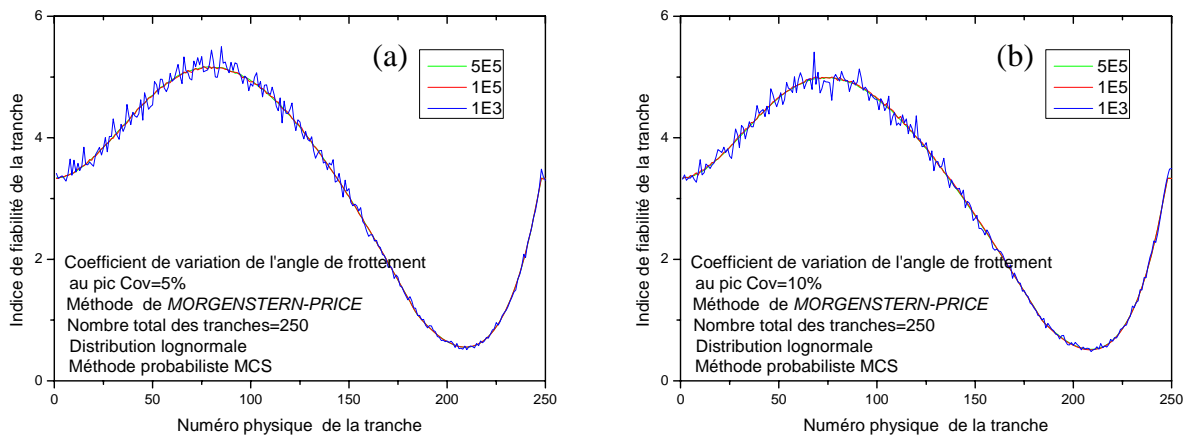 6
4
2
0
Indice de fiabilité de la tranche
(a)
5E5
1E5
1E3
Coefficient de variation de l'angle de frottement
au pic Cov=5%
Méthode de MORGENSTERN-PRICE
Nombre total des tranches=250
Distribution lognormale
Méthode probabiliste MCS
0 50 100 150 200 250
Numéro physique de la tranche
6
4
2
0
Indice de fiabilité de la tranche
(b)
5E5
1E5
1E3
Coefficient de variation de l'angle de frottement
au pic Cov=10%
Méthode de MORGENSTERN-PRICE
Nombre total des tranches=250
Distribution lognormale
Méthode probabiliste MCS
0 50 100 150 200 250
Numéro physique de la tranche